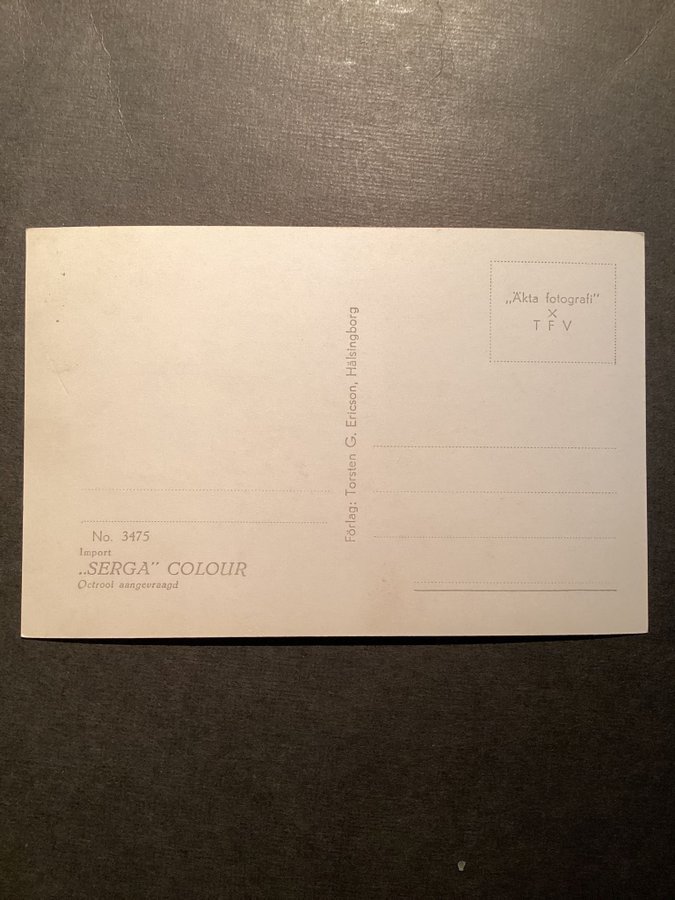 „Äkta fotografi"
X
T F V
Förlag: Torsten G. Ericson, Hälsingborg
No. 3475
Import
„SERGA" COLOUR
Octrooi aangevraagd